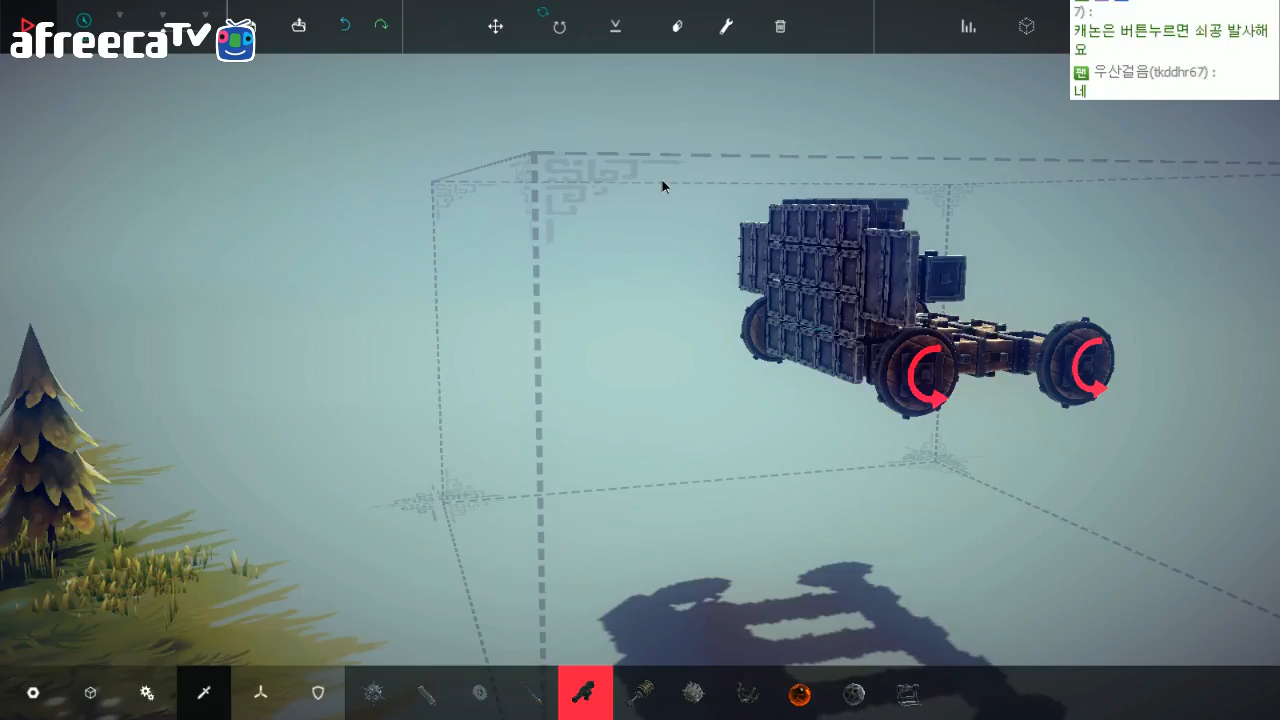 afreecaTV
7) :
캐논은 버튼누르면 쇠공 발사해
요
팬 우산걸음(tkddhr67) :
네